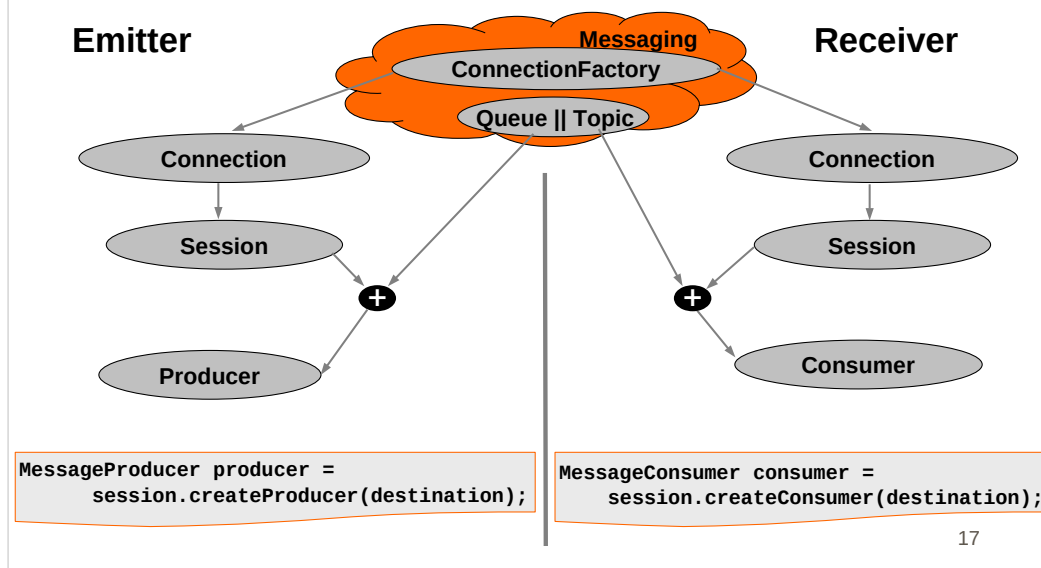 Emitter
Messaging
Receiver
ConnectionFactory
Queue || Topic
Connection
Connection
Session
Session
+
+
Producer
Consumer
MessageProducer producer =
session.createProducer(destination);
MessageConsumer consumer =
session.createConsumer(destination);
17